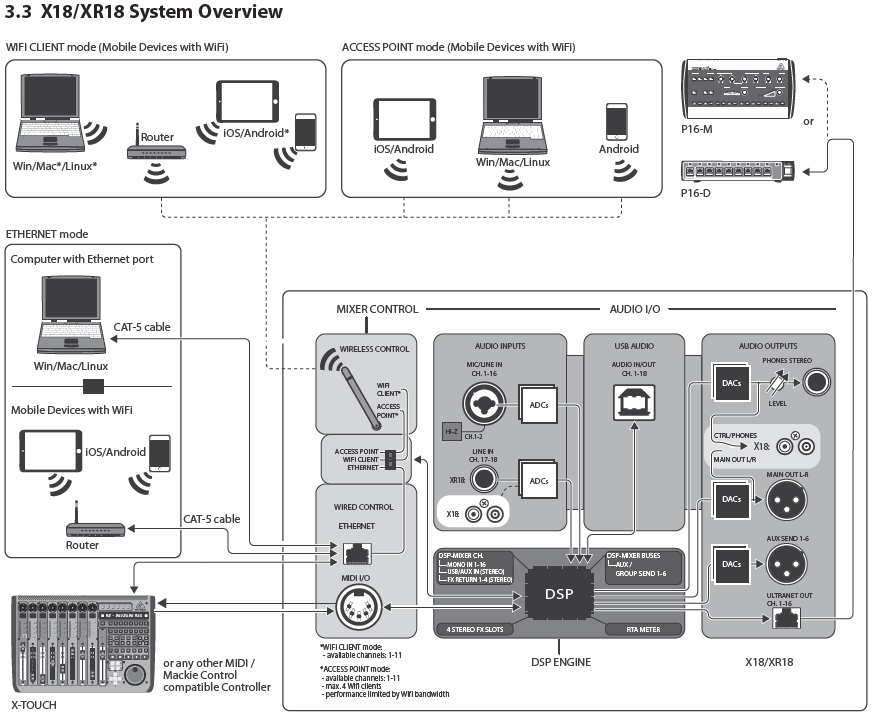 3.3 X18/XR18 System Overview
WIFI CLIENT mode (Mobile Devices with WiFi)
ACCESS POINT mode (Mobile Devices with WiFi)
Router
iOS/Android*
Win/Mac*/Linux*
iOS/Android
Win/Mac/Linux
Android
P16-M
or
P16-D
ETHERNET mode
Computer with Ethernet port
CAT-5 cable
Win/Mac/Linux
Mobile Devices with WiFi
iOS/Android
CAT-5 cable
Router
X-TOUCH
or any other MIDI /
Mackie Control
compatible Controller
MIXER CONTROL
AUDIO I/O
WIRELESS CONTROL
WIFI
CLIENT*
ACCESS
POINT*
ACCESS POINT
WIFI CLIENT
ETHERNET
WIRED CONTROL
ETHERNET
MIDI I/O
*WIFI CLIENT mode:
- available channels: 1-11
*ACCESS POINT mode:
- available channels: 1-11
- max. 4 Wifi clients
- performance limited by Wifi bandwidth
AUDIO INPUTS
MIC/LINE IN
CH. 1-16
ADCs
HI-Z
CH.1-2
LINE IN
CH. 17-18
XR18:
ADCs
X18:
USB AUDIO
AUDIO IN/OUT
CH. 1-18
AUDIO OUTPUTS
PHONES STEREO
DACs
LEVEL
CTRL/PHONES
X18:
MAIN OUT L/R
MAIN OUT L-R
DACs
AUX SEND 1-6
DACs
ULTRANET OUT
CH. 1-16
DSP-MIXER CH.
MONO IN 1-16
USB/AUX IN (STEREO)
FX RETURN 1-4 (STEREO)
DSP-MIXER BUSES
AUX /
GROUP SEND 1-6
DSP
4 STEREO FX SLOTS
RTA METER
DSP ENGINE
X18/XR18